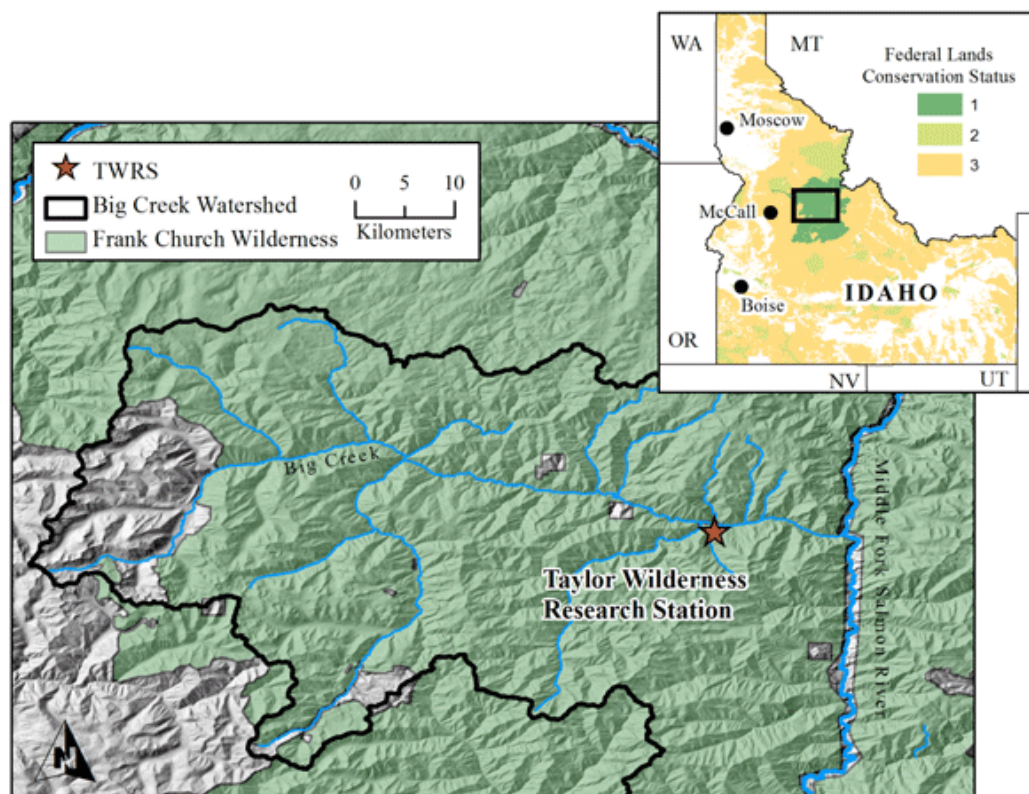 WA
MT
Federal Lands
Conservation Status
1
2
3
Moscow
McCall
Boise
IDAHO
OR
NV
UT
TWRS
Big Creek Watershed
Frank Church Wilderness
0 5 10
Kilometers
Big Creek
Taylor Wilderness
Research Station
Middle Fork Salmon River
N